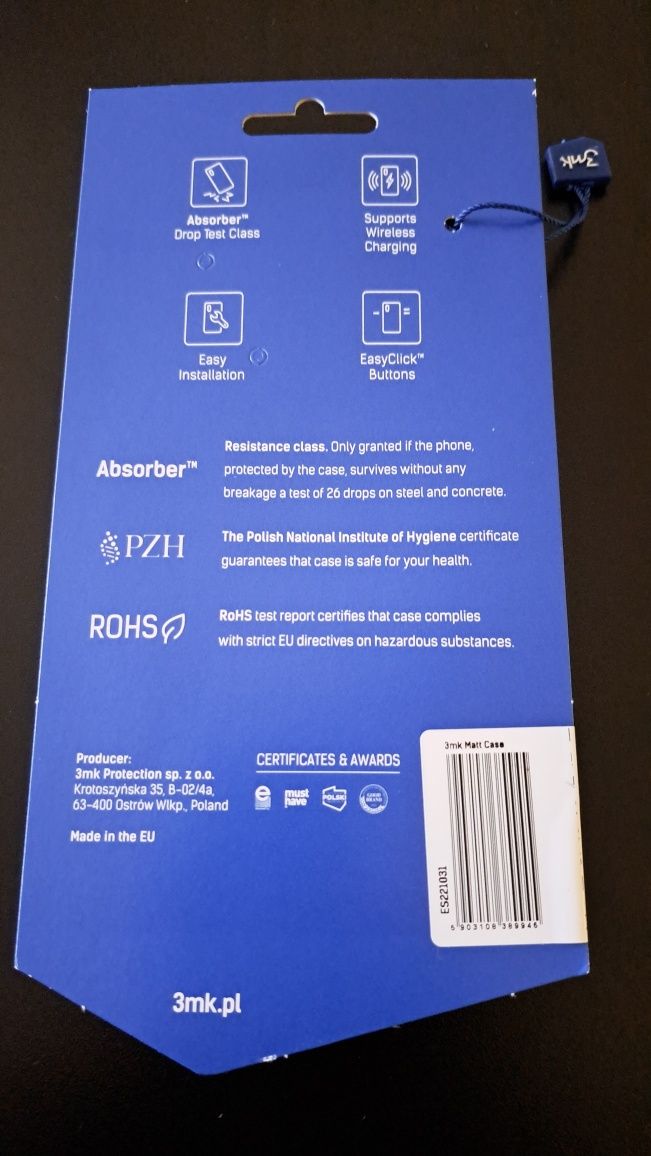 3mk
Absorber™
Drop Test Class
Supports
Wireless
Charging
Easy
Installation
EasyClick™
Buttons
Absorber™
Resistance class. Only granted if the phone,
protected by the case, survives without any
breakage a test of 26 drops on steel and concrete.
PZH
The Polish National Institute of Hygiene certificate
guarantees that case is safe for your health.
ROHS
RoHS test report certifies that case complies
with strict EU directives on hazardous substances.
Producer:
3mk Protection sp. z o.o.
Krotoszyńska 35, B-02/4a,
63-400 Ostrów Wlkp., Poland
Made in the EU
CERTIFICATES & AWARDS
e
must
have
POLSKI
GOOD
BRAND
3mk Matt Case
ES221031
5 903108 389946
3mk.pl